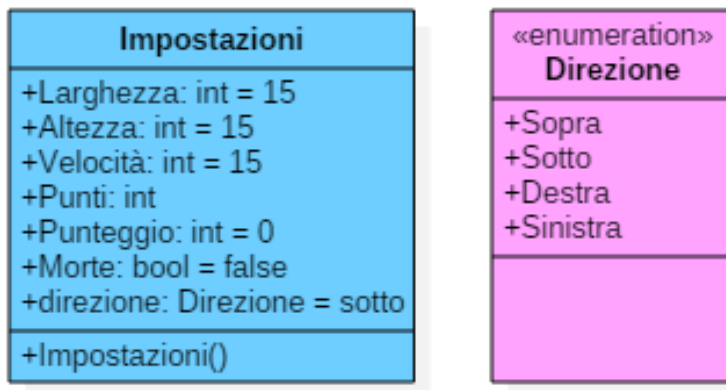 Impostazioni
+Larghezza: int = 15
+Altezza: int = 15
+Velocità: int = 15
+Punti: int
+Punteggio: int = 0
+Morte: bool = false
+direzione: Direzione = sotto
+Impostazioni()
«enumeration»
Direzione
+Sopra
+Sotto
+Destra
+Sinistra